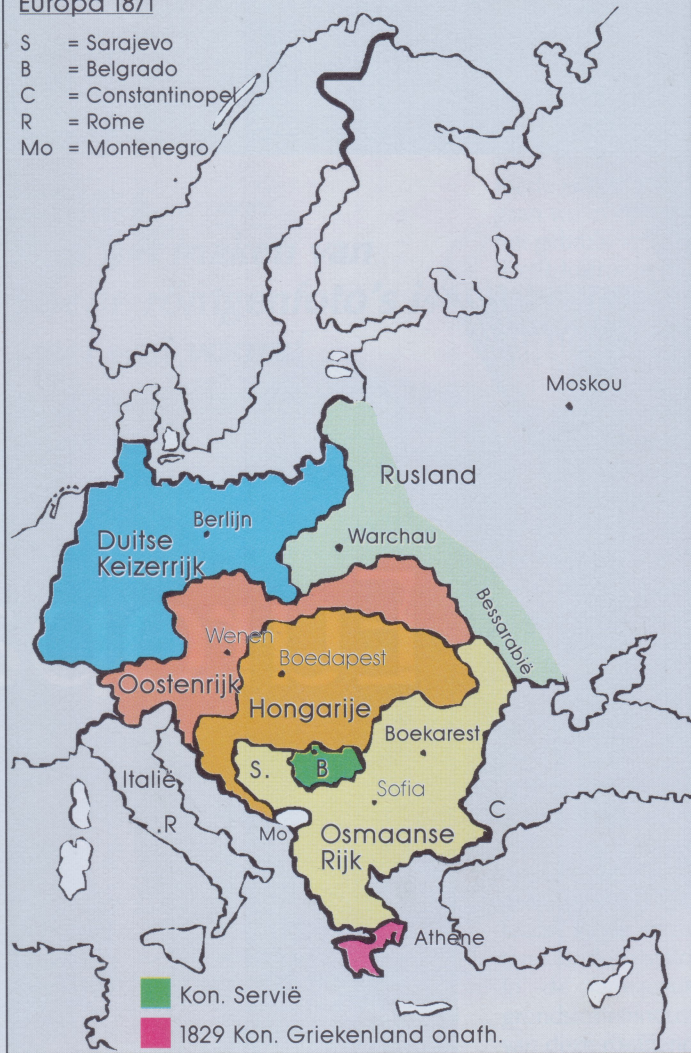 Europa 1871
S = Sarajevo
B = Belgrado
C = Constantinopel
R = Rome
Mo = Montenegro
Moskou
Rusland
Berlijn
Duitse
Keizerrijk
Warchau
Bessarabië
Wenen
Boedapest
Oostenrijk
Hongarije
Boekarest
S.
B
Italië
Sofia
C
.R
Mo
Osmaanse
Rijk
Athene
Kon. Servië
1829 Kon. Griekenland onafh.